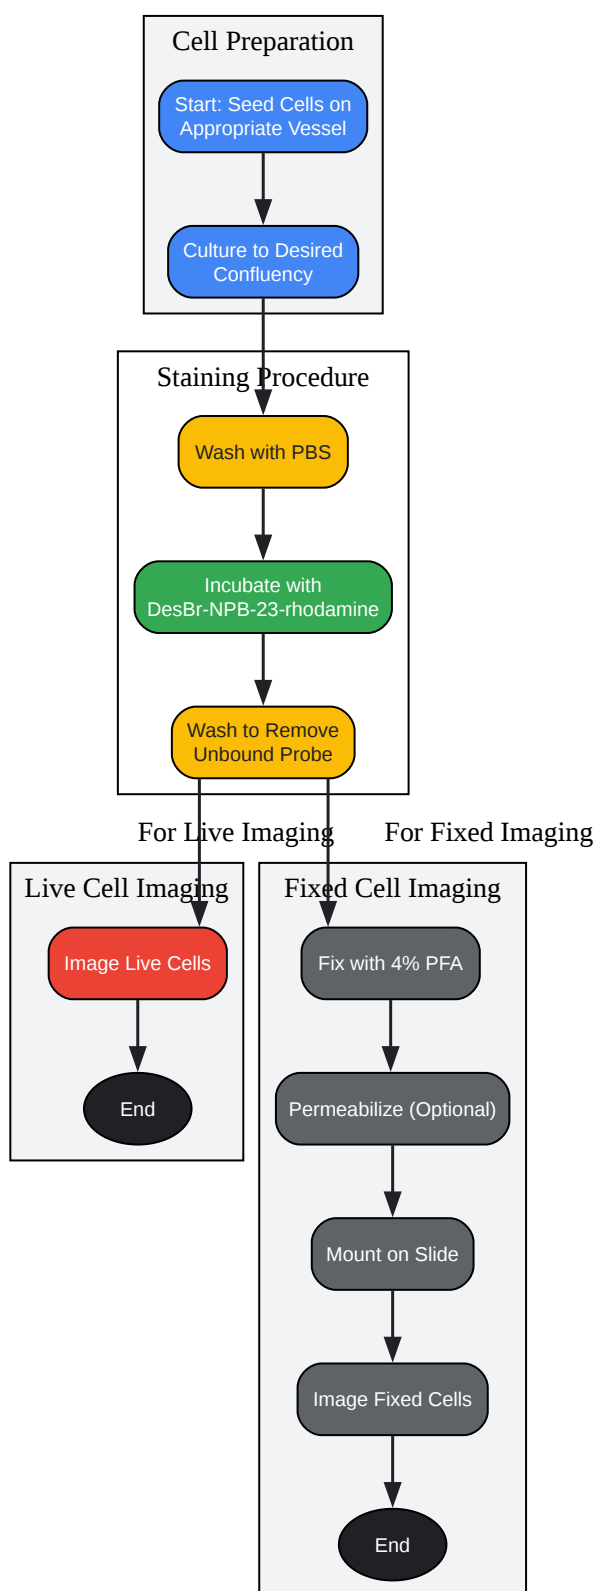 Cell Preparation
Start: Seed Cells on
Appropriate Vessel
Culture to Desired
Confluency
Staining Procedure
Wash with PBS
Incubate with
DesBr-NPB-23-rhodamine
Wash to Remove
Unbound Probe
For Live Imaging
For Fixed Imaging
Live Cell Imaging
Image Live Cells
End
Fixed Cell Imaging
Fix with 4% PFA
Permeabilize (Optional)
Mount on Slide
Image Fixed Cells
End